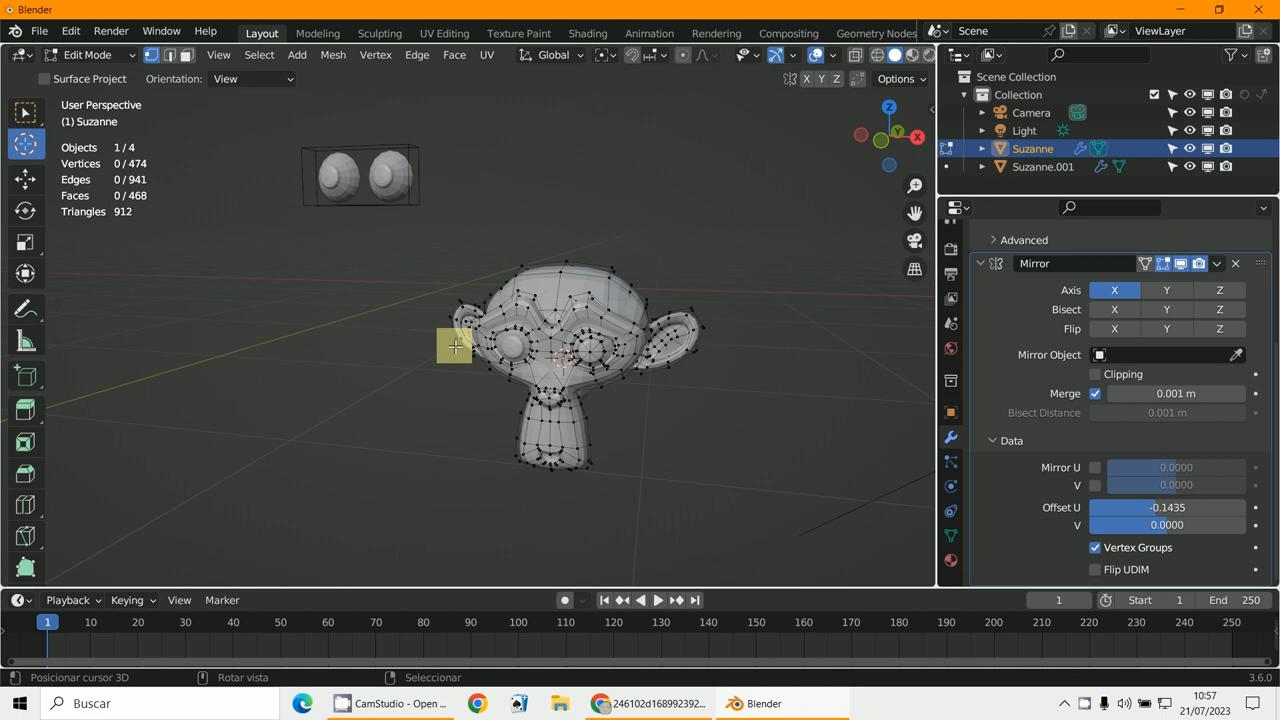 Blender
File Edit Render Window Help Layout Modeling Sculpting UV Editing Texture Paint Shading Animation Rendering Compositing Geometry Nodes Scene ViewLayer
Edit Mode View Select Add Mesh Vertex Edge Face UV Global
Surface Project Orientation: View X Y Z Options
User Perspective
(1) Suzanne
Objects 1/4
Vertices 0/474
Edges 0/941
Faces 0/468
Triangles 912
Z
Y
X
Scene Collection
Collection
Camera
Light
Suzanne
Suzanne.001
Advanced
Mirror
Axis X Y Z
Bisect X Y Z
Flip X Y Z
Mirror Object
Clipping
Merge 0.001 m
Bisect Distance 0.001 m
Data
Mirror U 0.0000
V 0.0000
Offset U -0.1435
V 0.0000
Vertex Groups
Flip UDIM
Playback Keying View Marker 1 Start 1 End 250
1 10 20 30 40 50 60 70 80 90 100 110 120 130 140 150 160 170 180 190 200 210 220 230 240 250
Posicionar cursor 3D Rotar vista Seleccionar 3.6.0
Buscar CamStudio - Open ... 246102d168992392... Blender 10:57
21/07/2023